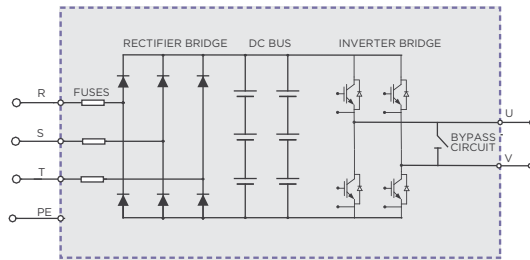 RECTIFIER BRIDGE DC BUS INVERTER BRIDGE
R
FUSES
U
S
BYPASS
CIRCUIT
V
T
PE